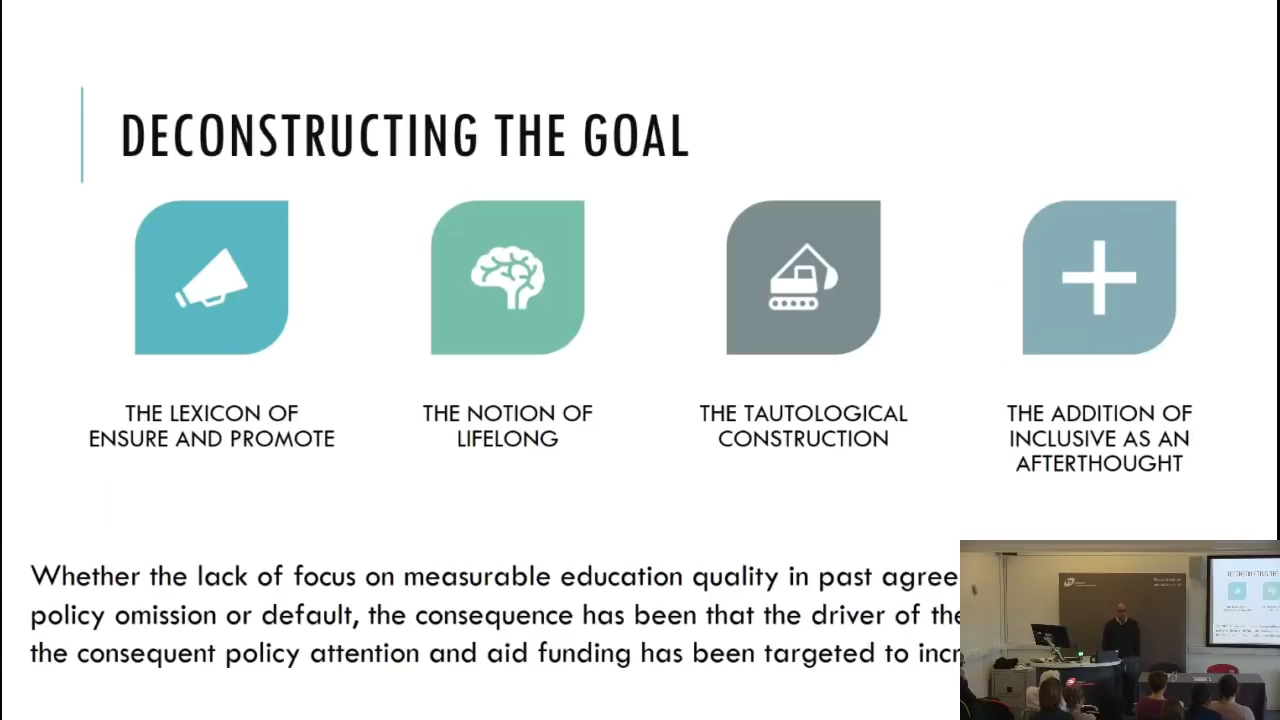 DECONSTRUCTING THE GOAL
THE LEXICON OF
ENSURE AND PROMOTE
THE NOTION OF
LIFELONG
THE TAUTOLOGICAL
CONSTRUCTION
THE ADDITION OF
INCLUSIVE AS AN
AFTERTHOUGHT
Whether the lack of focus on measurable education quality in past
policy omission or default, the consequence has been that the driver of
the consequent policy attention and aid funding has been targeted to